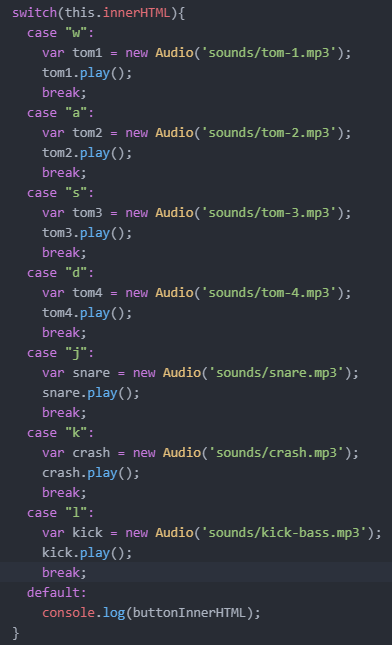 switch(this.innerHTML){
  case "w":
    var tom1 = new Audio('sounds/tom-1.mp3');
    tom1.play();
    break;
  case "a":
    var tom2 = new Audio('sounds/tom-2.mp3');
    tom2.play();
    break;
  case "s":
    var tom3 = new Audio('sounds/tom-3.mp3');
    tom3.play();
    break;
  case "d":
    var tom4 = new Audio('sounds/tom-4.mp3');
    tom4.play();
    break;
  case "j":
    var snare = new Audio('sounds/snare.mp3');
    snare.play();
    break;
  case "k":
    var crash = new Audio('sounds/crash.mp3');
    crash.play();
    break;
  case "l":
    var kick = new Audio('sounds/kick-bass.mp3');
    kick.play();
    break;
  default:
    console.log(buttonInnerHTML);
}